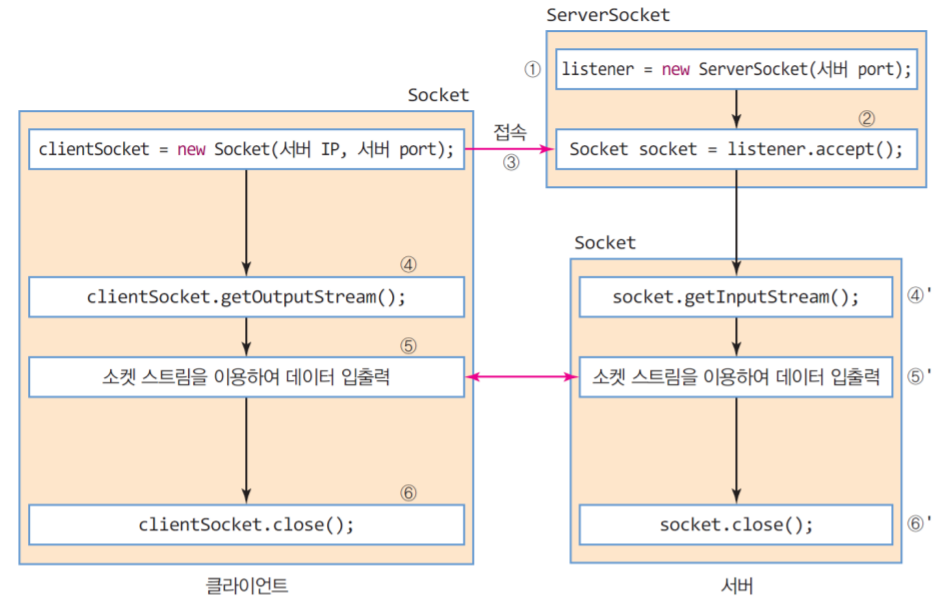 ServerSocket
① listener = new ServerSocket(서버 port);
Socket
②
clientSocket = new Socket(서버 IP, 서버 port);
접속
③
Socket socket = listener.accept();
Socket
④
clientSocket.getOutputStream();
socket.getInputStream();
④'
⑤
소켓 스트림을 이용하여 데이터 입출력
소켓 스트림을 이용하여 데이터 입출력
⑤'
⑥
clientSocket.close();
socket.close();
⑥'
클라이언트
서버